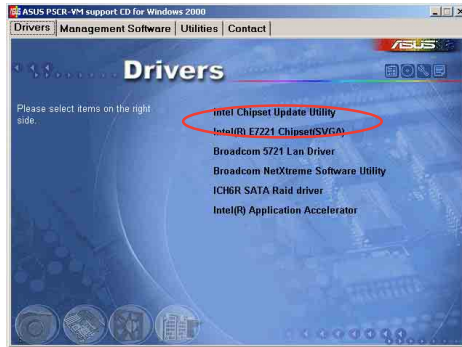 ASUS P5CR-VM support CD for Windows 2000
Drivers Management Software Utilities Contact
ASUS
Drivers
Please select items on the right side.
Intel Chipset Update Utility
Intel(R) E7221 Chipset(SVGA)
Broadcom 5721 Lan Driver
Broadcom NetXtreme Software Utility
ICH6R SATA Raid driver
Intel(R) Application Accelerator